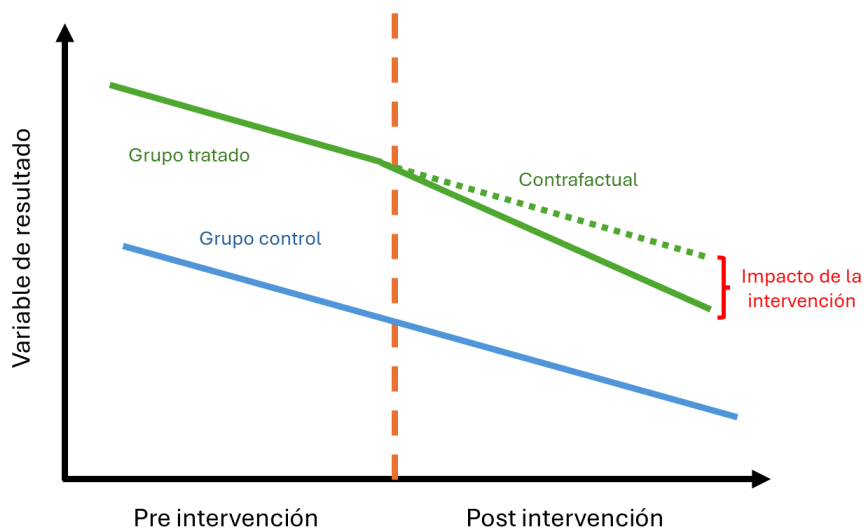 Variable de resultado
Grupo tratado
Grupo control
Contrafactual
Impacto de la
intervención
Pre intervención
Post intervención